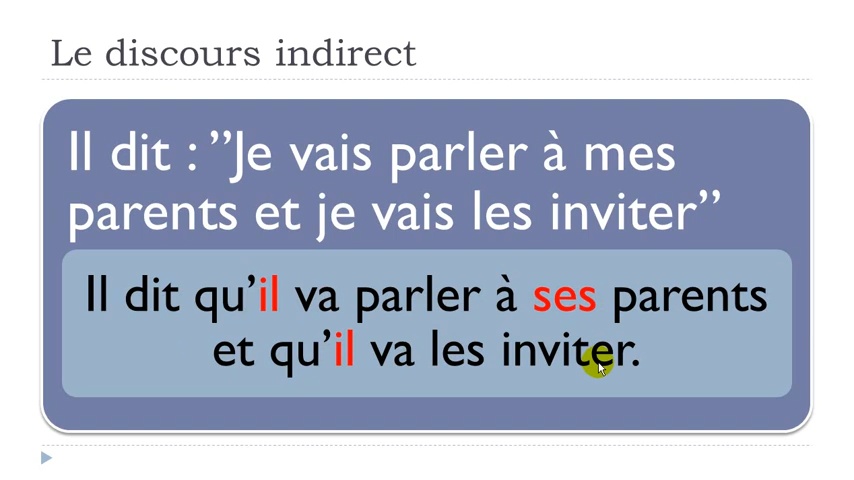 Le discours indirect
Il dit : ”Je vais parler à mes
parents et je vais les inviter”
Il dit qu’il va parler à ses parents
et qu’il va les inviter.